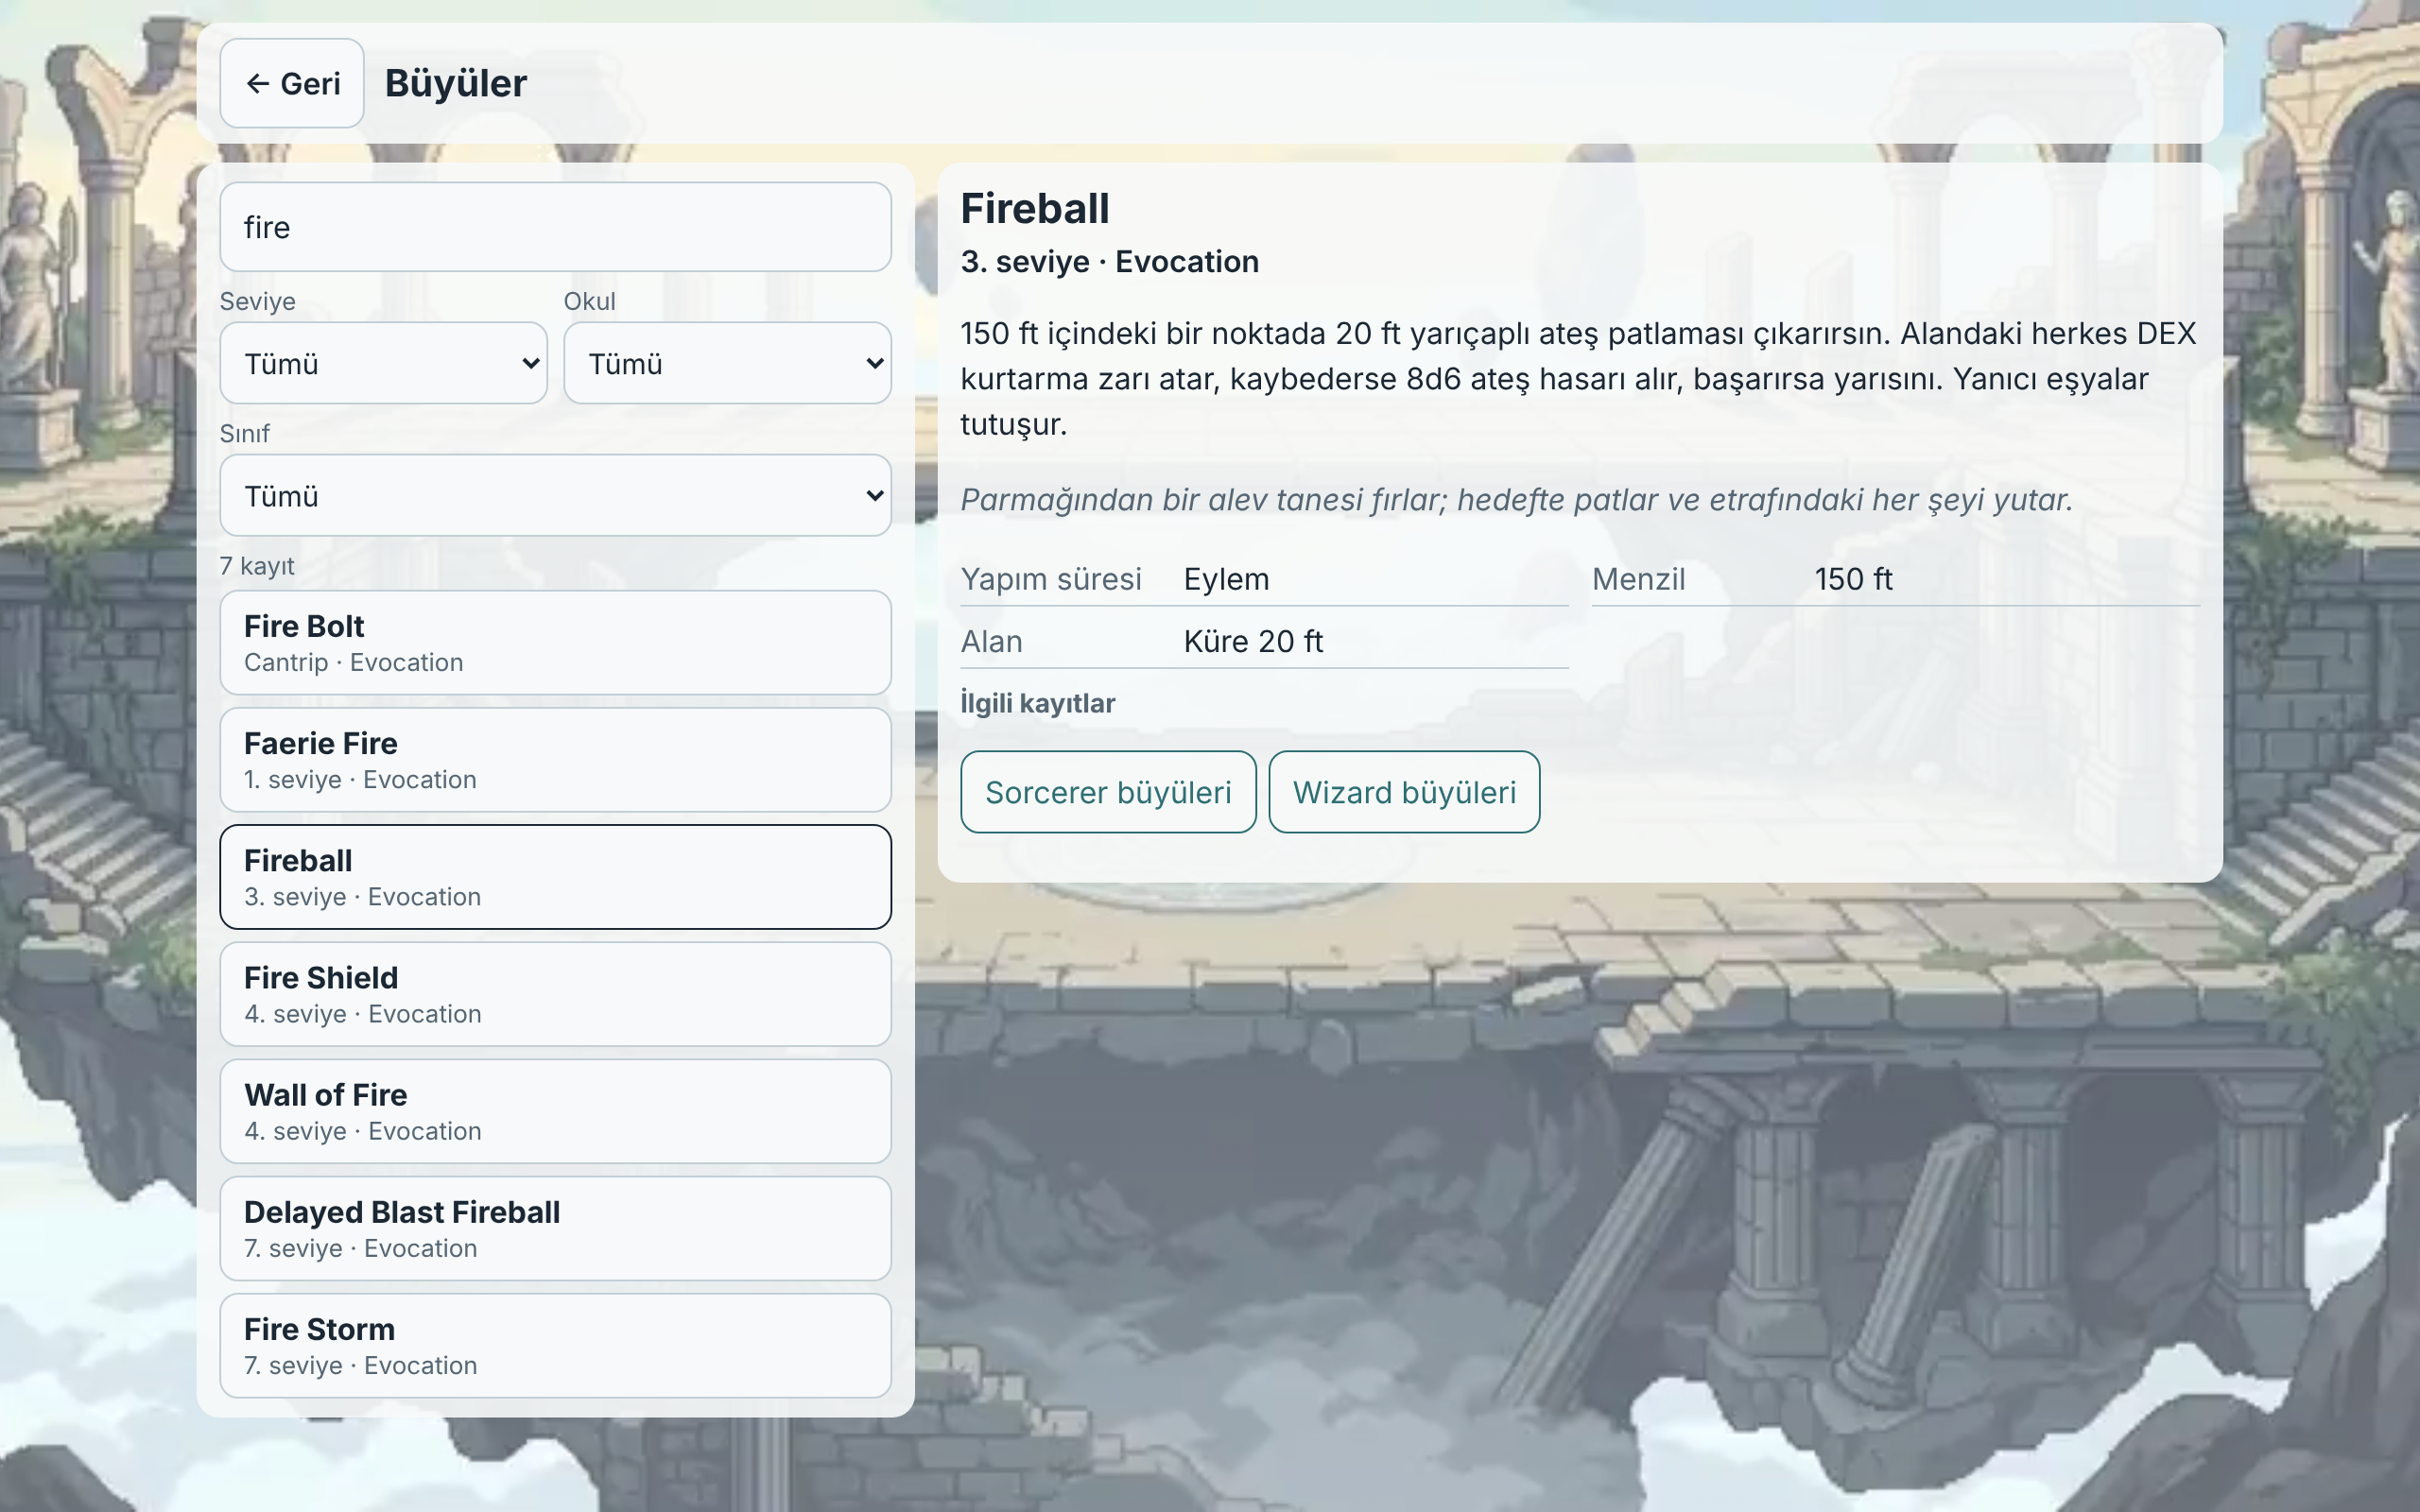 ← Geri
Büyüler
fire
Seviye
Okul
Tümü
Tümü
Sınıf
Tümü
7 kayıt
Fire Bolt
Cantrip · Evocation
Faerie Fire
1. seviye · Evocation
Fireball
3. seviye · Evocation
Fire Shield
4. seviye · Evocation
Wall of Fire
4. seviye · Evocation
Delayed Blast Fireball
7. seviye · Evocation
Fire Storm
7. seviye · Evocation
Fireball
3. seviye · Evocation
150 ft içindeki bir noktada 20 ft yarıçaplı ateş patlaması çıkarırsın. Alandaki herkes DEX
kurtarma zarı atar, kaybederse 8d6 ateş hasarı alır, başarırsa yarısını. Yanıcı eşyalar
tutuşur.
Parmağından bir alev tanesi fırlar; hedefte patlar ve etrafındaki her şeyi yutar.
Yapım süresi Eylem
Menzil 150 ft
Alan Küre 20 ft
İlgili kayıtlar
Sorcerer büyüleri
Wizard büyüleri